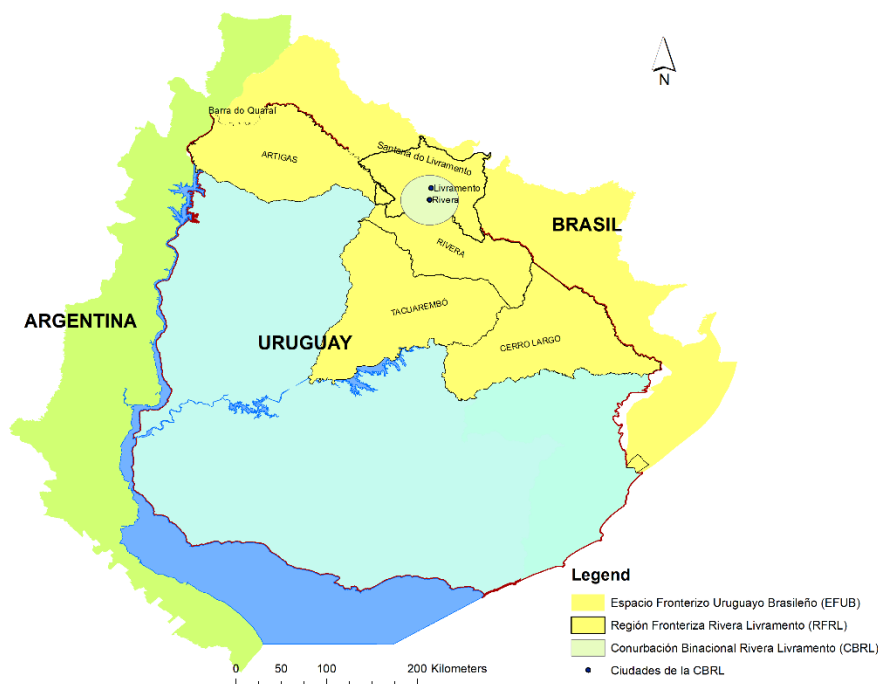 N
Barra do Quaraí
ARTIGAS
Santana do Livramento
Livramento
Rivera
BRASIL
RIVERA
ARGENTINA
TACUAREMBÓ
URUGUAY
CERRO LARGO
Legend
Espacio Fronterizo Uruguayo Brasileño (EFUB)
Región Fronteriza Rivera Livramento (RFRL)
Conurbación Binacional Rivera Livramento (CBRL)
Ciudades de la CBRL
0 50 100 200 Kilometers